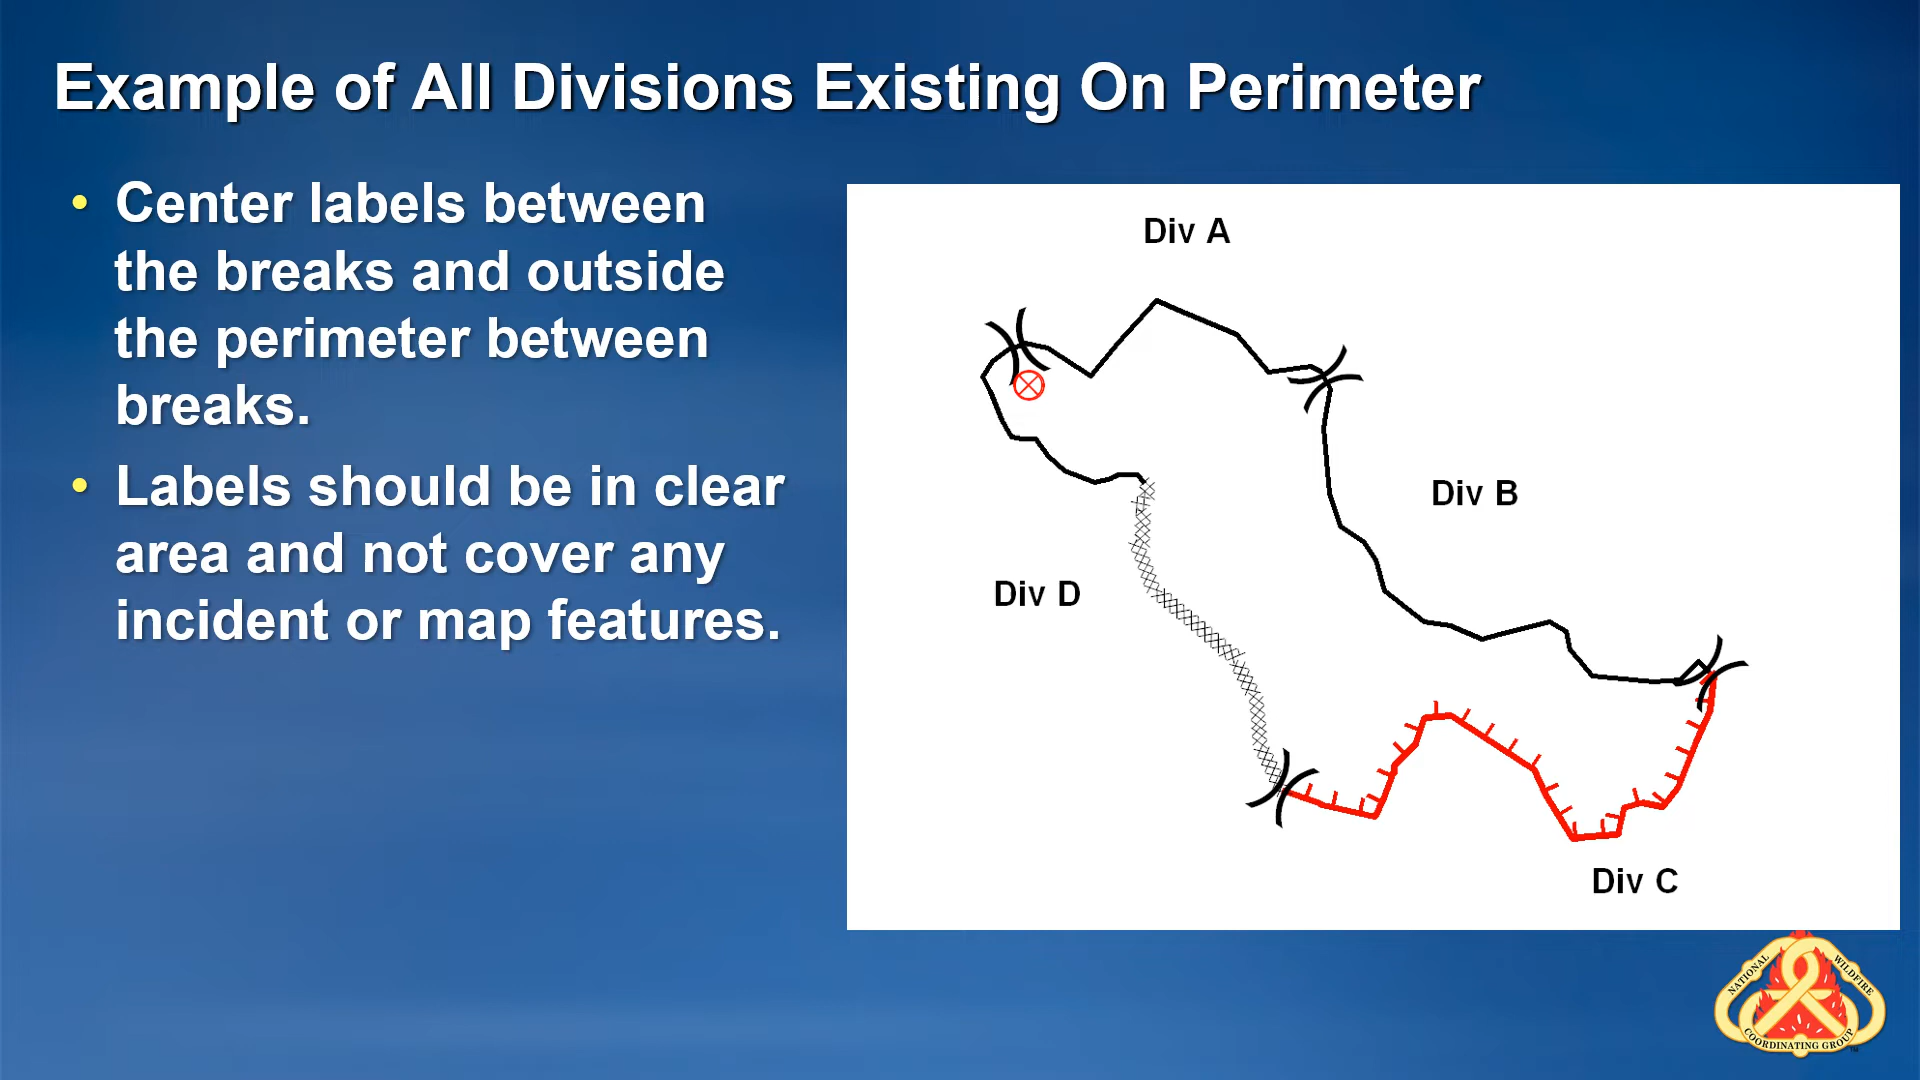 Example of All Divisions Existing On Perimeter
• Center labels between
the breaks and outside
the perimeter between
breaks.
• Labels should be in clear
area and not cover any
incident or map features.
Div A
Div B
Div D
Div C
NATIONAL WILDFIRE
COORDINATING GROUP
TM